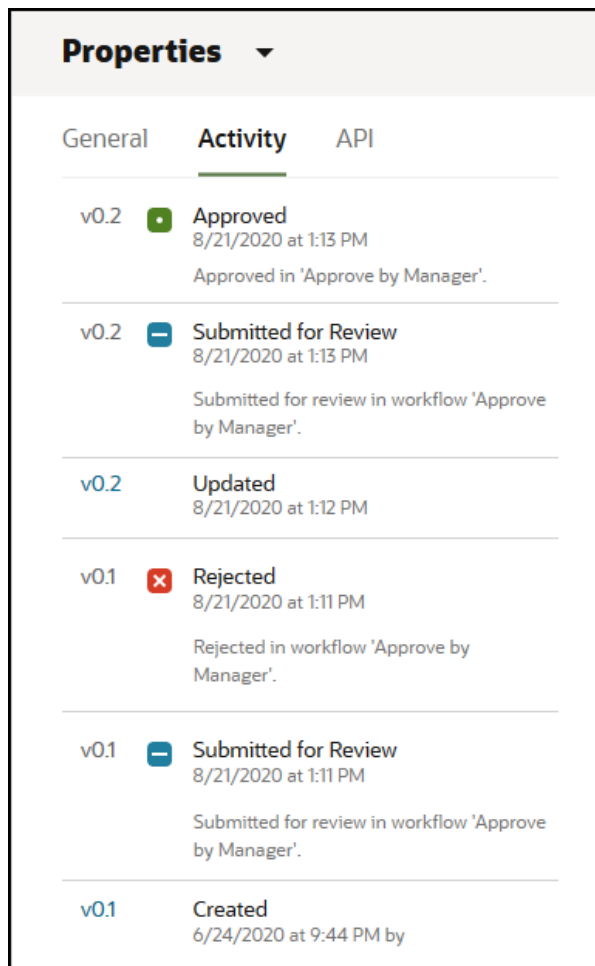 Properties
General Activity API
v0.2 Approved
8/21/2020 at 1:13 PM
Approved in 'Approve by Manager'.
v0.2 Submitted for Review
8/21/2020 at 1:13 PM
Submitted for review in workflow 'Approve
by Manager'.
v0.2 Updated
8/21/2020 at 1:12 PM
v0.1 Rejected
8/21/2020 at 1:11 PM
Rejected in workflow 'Approve by
Manager'.
v0.1 Submitted for Review
8/21/2020 at 1:11 PM
Submitted for review in workflow 'Approve
by Manager'.
v0.1 Created
6/24/2020 at 9:44 PM by